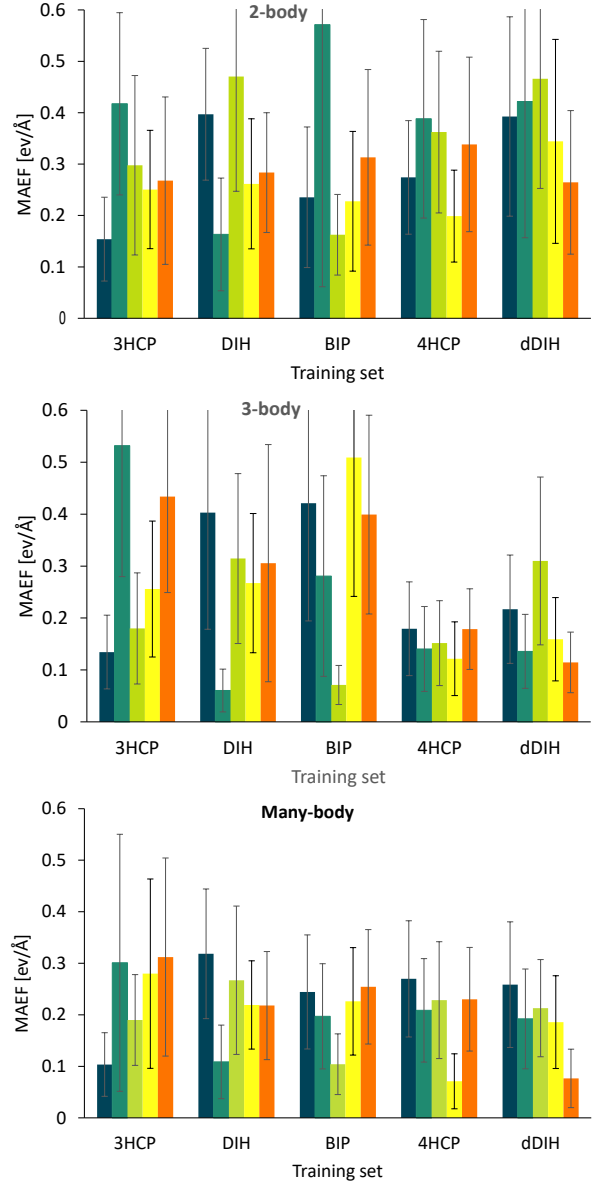 2-body
MAEF [ev/Å]
0.6
0.5
0.4
0.3
0.2
0.1
0
3HCP DIH BIP 4HCP dDIH
Training set
3-body
MAEF [ev/Å]
0.6
0.5
0.4
0.3
0.2
0.1
0
3HCP DIH BIP 4HCP dDIH
Training set
Many-body
MAEF [ev/Å]
0.6
0.5
0.4
0.3
0.2
0.1
0
3HCP DIH BIP 4HCP dDIH
Training set